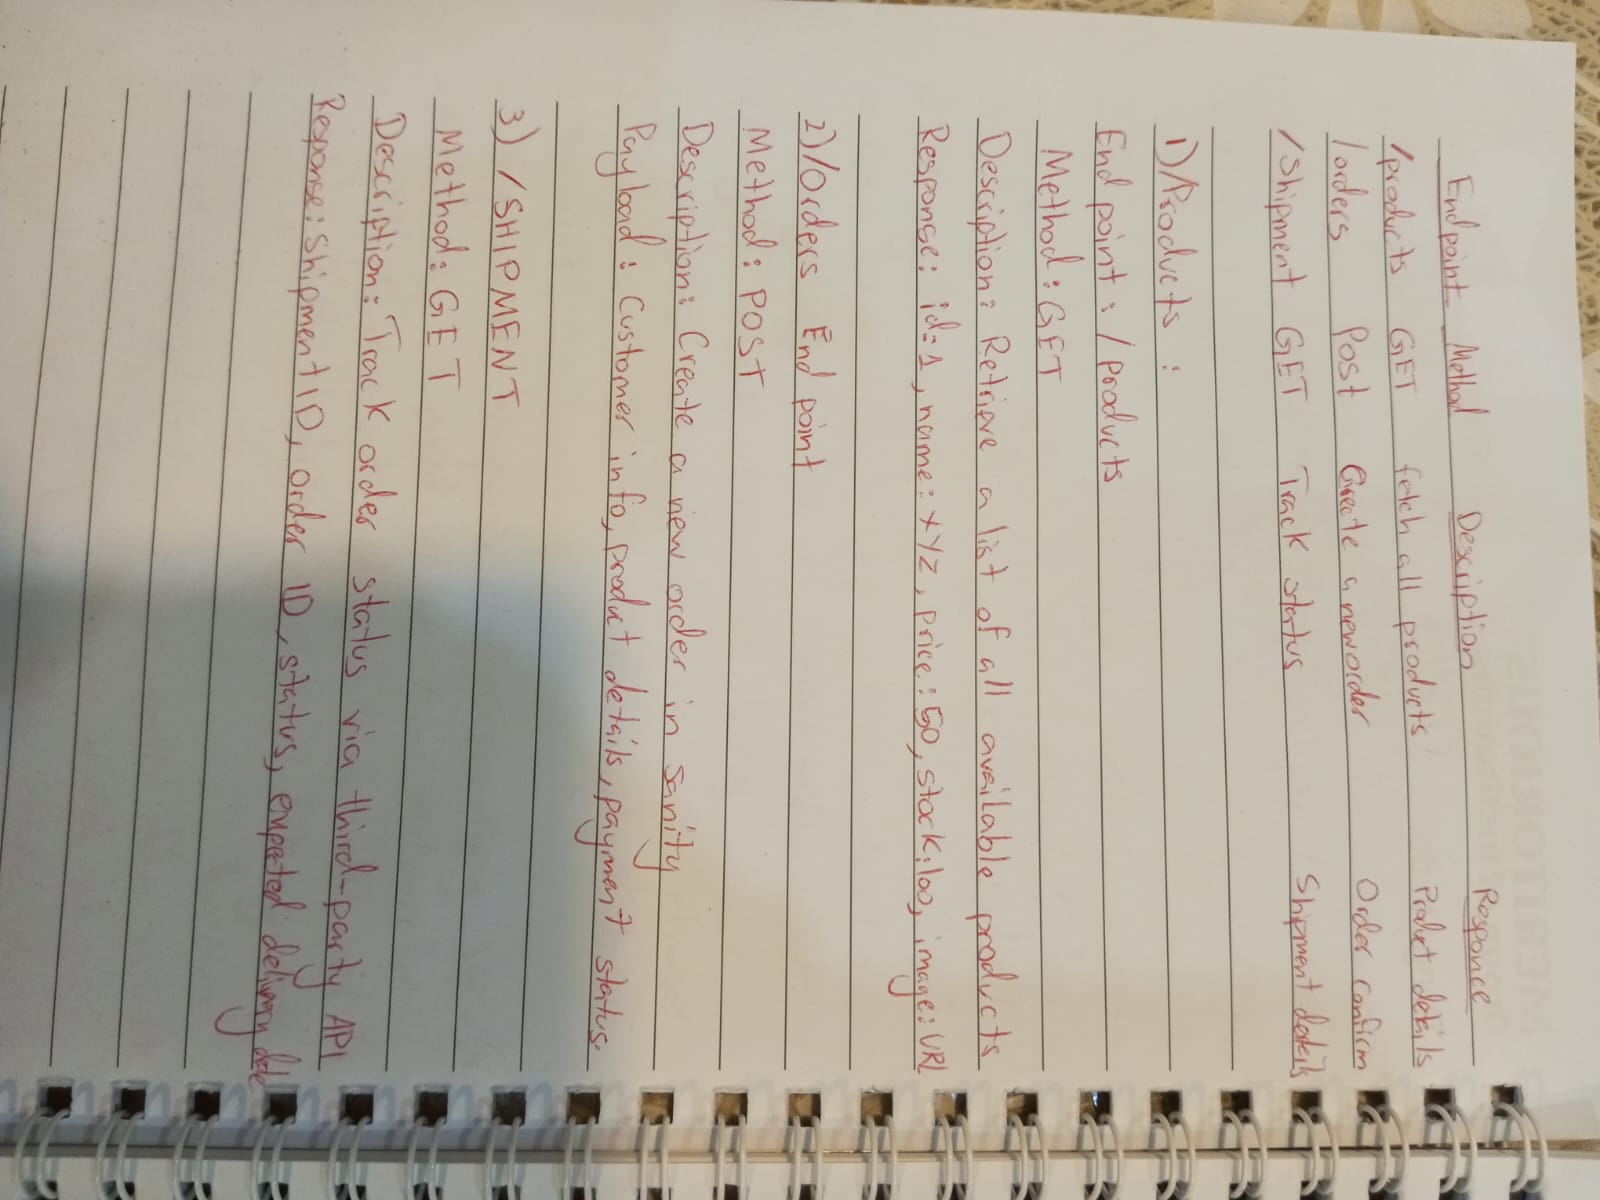 Endpoint Method Description Responce
/products GET fetch all products Product details
/orders Post Create a new order Order confirm
/Shipment GET Track status Shipment details
1)/Products :
End point : /products
Method : GET
Description: Retrieve a list of all available products
Response: id=1, name: XYZ, price: 50, stock:100, image: URL
2)/Orders End point
Method : POST
Description: Create a new order in Sanity
Payload : Customer info, product details, payment status.
3) /SHIPMENT
Method: GET
Description: Track order status via third-party API
Response: Shipment ID, order ID, status, expected delivery date